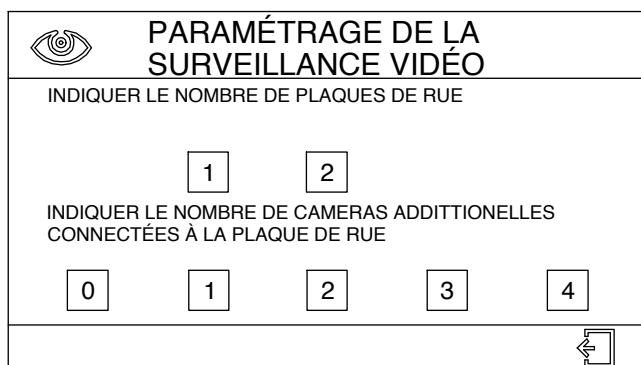 PARAMÉTRAGE DE LA
SURVEILLANCE VIDÉO
INDIQUER LE NOMBRE DE PLAQUES DE RUE
1 2
INDIQUER LE NOMBRE DE CAMERAS ADDITTIONELLES
CONNECTÉES À LA PLAQUE DE RUE
0 1 2 3 4